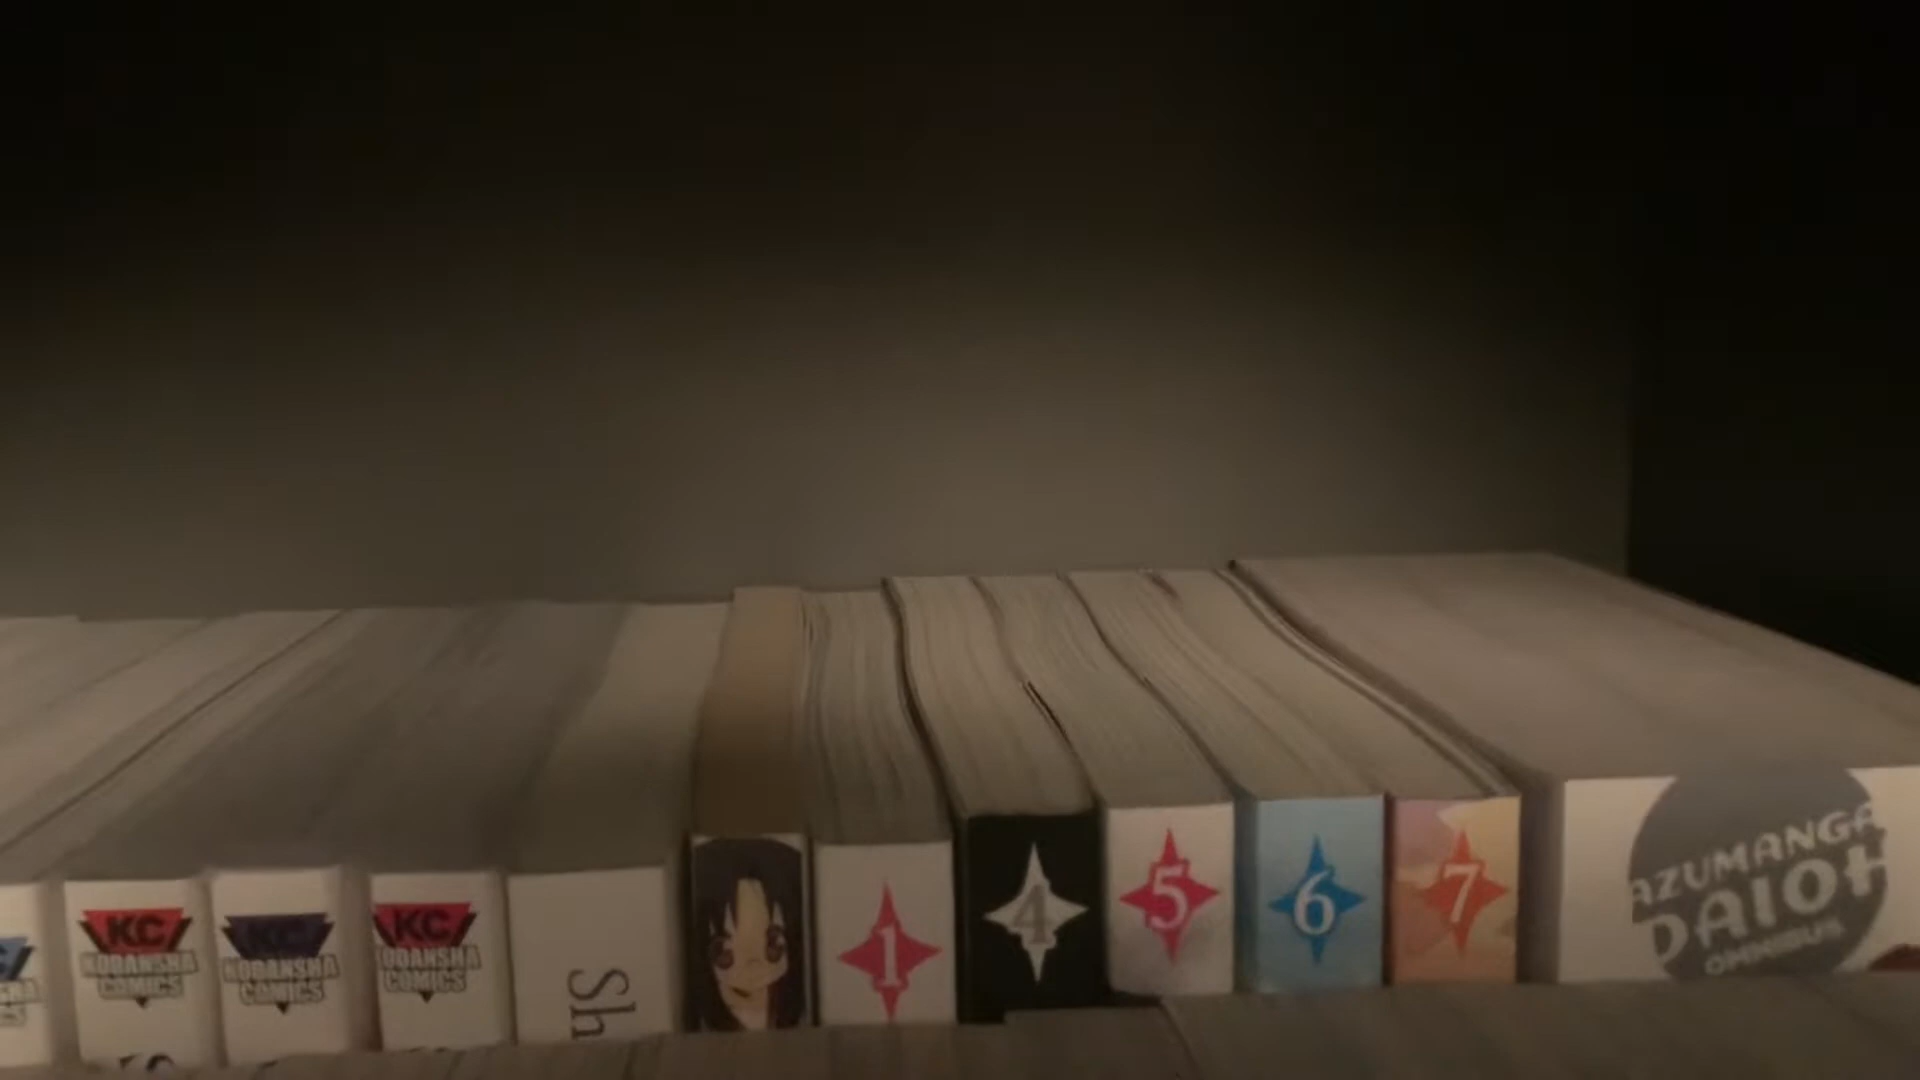 KC
KODANSHA
COMICS
KC
KODANSHA
COMICS
KC
KODANSHA
COMICS
Sh
1
4
5
6
7
AZUMANGA
DAIOH
OMNIBUS